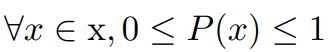 ∀x ∈ x, 0 ≤ P(x) ≤ 1